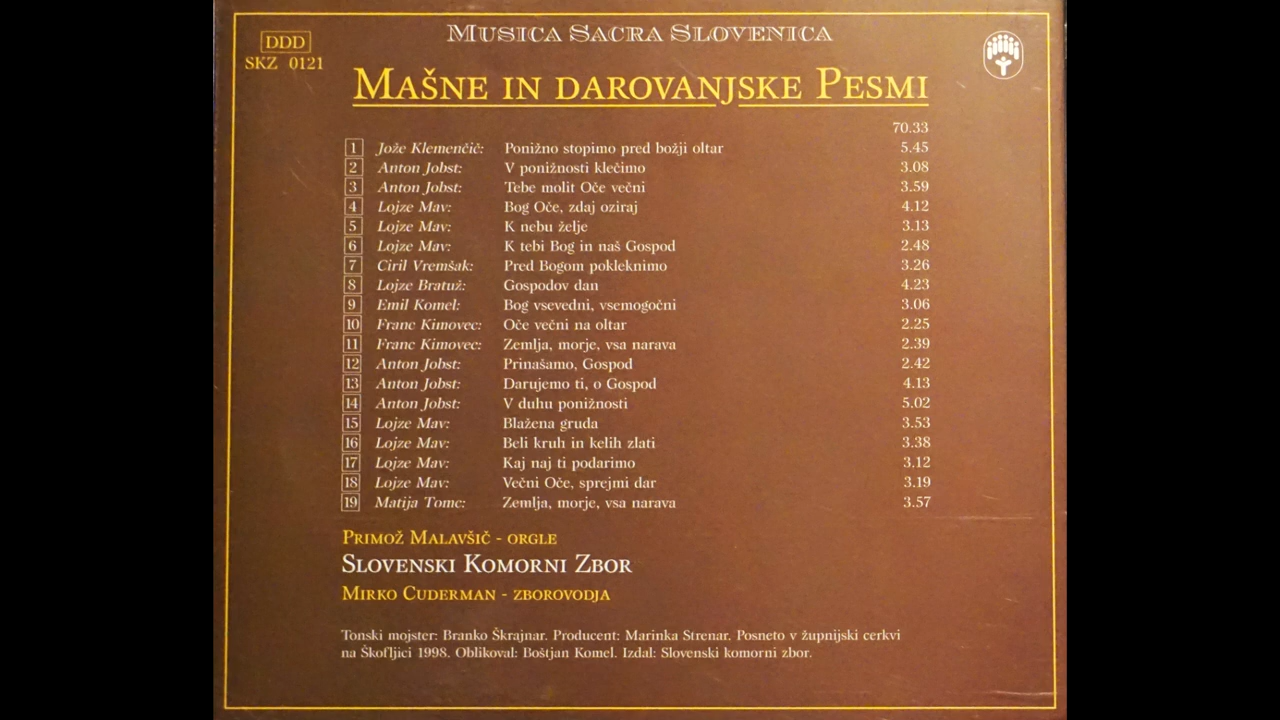 DDD
SKZ 0121
MUSICA SACRA SLOVENICA
MAŠNE IN DAROVANJSKE PESMI
70.33
1 Jože Klemenčič: Ponižno stopimo pred božji oltar 5.45
2 Anton Jobst: V ponižnosti klečimo 3.08
3 Anton Jobst: Tebe molit Oče večni 3.59
4 Lojze Mav: Bog Oče, zdaj oziraj 4.12
5 Lojze Mav: K nebu želje 3.13
6 Lojze Mav: K tebi Bog in naš Gospod 2.48
7 Ciril Vremšak: Pred Bogom pokleknimo 3.26
8 Lojze Bratuž: Gospodov dan 4.23
9 Emil Komel: Bog vsevedni, vsemogočni 3.06
10 Franc Kimovec: Oče večni na oltar 2.25
11 Franc Kimovec: Zemlja, morje, vsa narava 2.39
12 Anton Jobst: Prinašamo, Gospod 2.42
13 Anton Jobst: Darujemo ti, o Gospod 4.13
14 Anton Jobst: V duhu ponižnosti 5.02
15 Lojze Mav: Blažena gruda 3.53
16 Lojze Mav: Beli kruh in kelih zlati 3.38
17 Lojze Mav: Kaj naj ti podarimo 3.12
18 Lojze Mav: Večni Oče, sprejmi dar 3.19
19 Matija Tomc: Zemlja, morje, vsa narava 3.57
PRIMOŽ MALAVŠIČ - ORGLE
SLOVENSKI KOMORNI ZBOR
MIRKO CUDERMAN - ZBOROVODJA
Tonski mojster: Branko Škrajnar. Producent: Marinka Strenar. Posneto v župnijski cerkvi
na Škofljici 1998. Oblikoval: Boštjan Komel. Izdal: Slovenski komorni zbor.